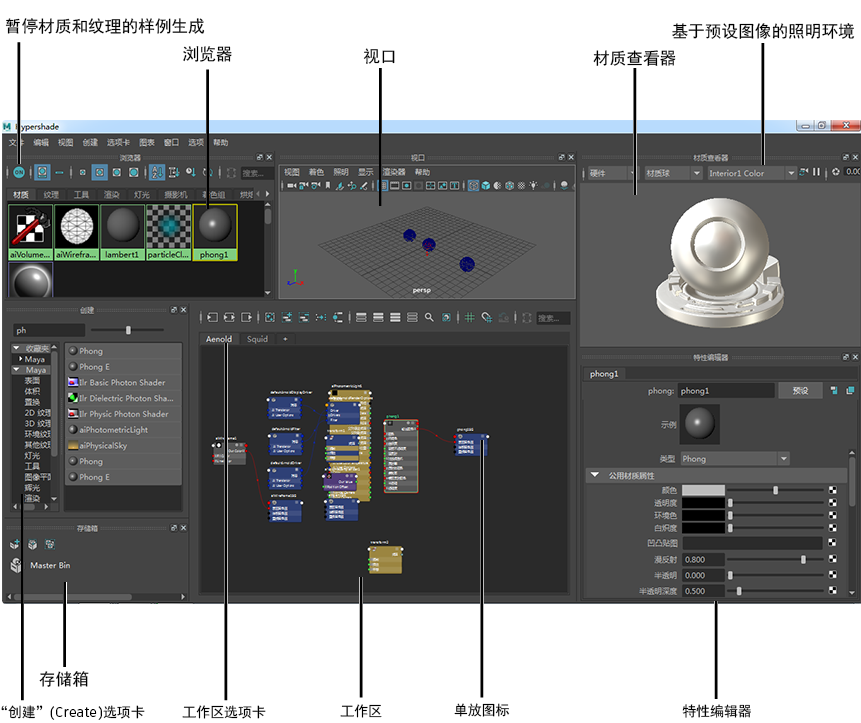 暂停材质和纹理的样例生成
浏览器
视口
材质查看器
基于预设图像的照明环境
Hypershade
文件 编辑 视图 创建 选项卡 图表 窗口 选项 帮助
浏览器
ON
搜索...
材质 纹理 工具 渲染 灯光 摄影机
aiVolume... aiWirefra... lambert1 particleCl... phong1
视口
视图 着色 照明 显示 渲染器 帮助
persp
材质查看器
硬件 材质球 Interior1 Color 0.00
创建
ph
收藏夹
Maya
Maya
表面
体积
置换
2D 纹理
3D 纹理
环境纹理
其他纹理
灯光
工具
图像平面
辉光
渲染
Phong
Phong E
Ilr Basic Photon Shader
Ilr Dielectric Photon Sha...
Ilr Physic Photon Shader
aiPhotometricLight
aiPhysicalSky
Phong
Phong E
存储箱
Master Bin
搜索...
Aenold Squid +
特性编辑器
phong1
phong: phong1 预设
示例
类型 Phong
公用材质属性
颜色
透明度
环境色
白炽度
凹凸贴图
漫反射 0.800
半透明 0.000
半透明深度 0.500
存储箱
“创建” (Create)选项卡
工作区选项卡
工作区
单放图标
特性编辑器